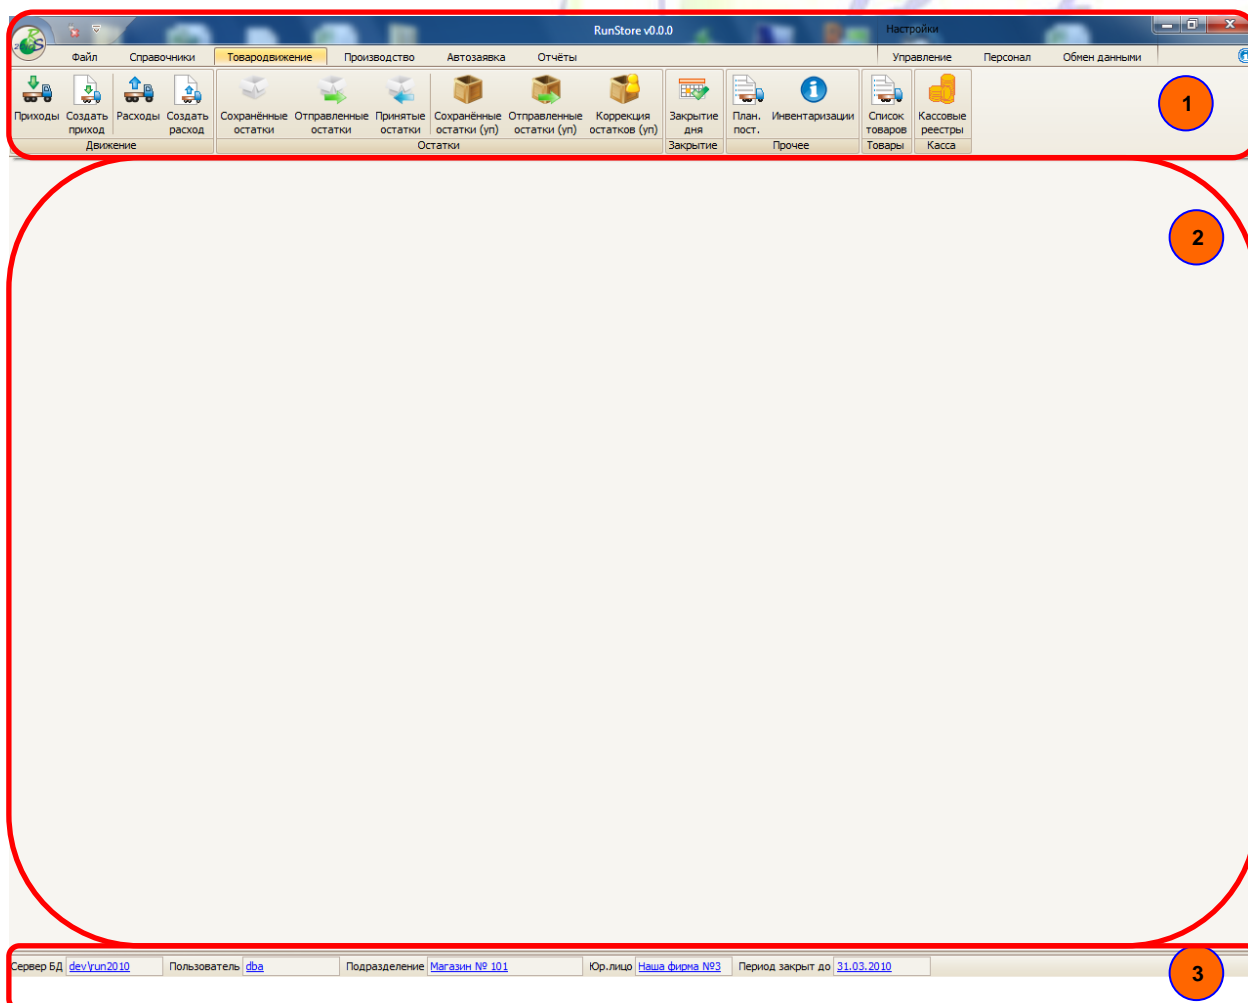 RunStore v0.0.0
Настройки
Файл Справочники Товародвижение Производство Автозаявка Отчёты Управление Персонал Обмен данными
Приходы Создать Расходы Создать Сохранённые Отправленные Принятые Сохранённые Отправленные Коррекция Закрытие План. Инвентаризации Список Кассовые
приход расход остатки остатки остатки остатки (уп) остатки (уп) остатков (уп) дня пост. товаров реестры
Движение Остатки Закрытие Прочее Товары Касса
1
2
Сервер БД dev\run2010 Пользователь dba Подразделение Магазин № 101 Юр.лицо Наша фирма №3 Период закрыт до 31.03.2010
3